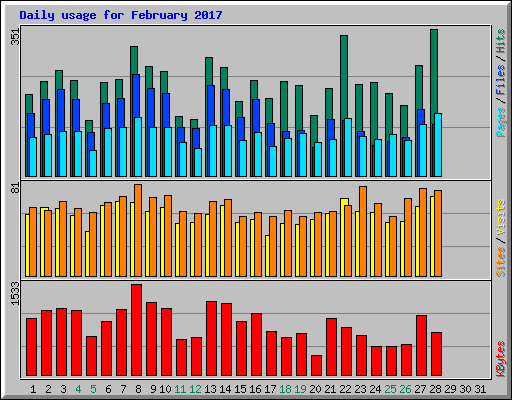 Daily usage for February 2017
351
Pages / Files / Hits
81
Sites / Visits
1533
KBytes
1 2 3 4 5 6 7 8 9 10 11 12 13 14 15 16 17 18 19 20 21 22 23 24 25 26 27 28 29 30 31